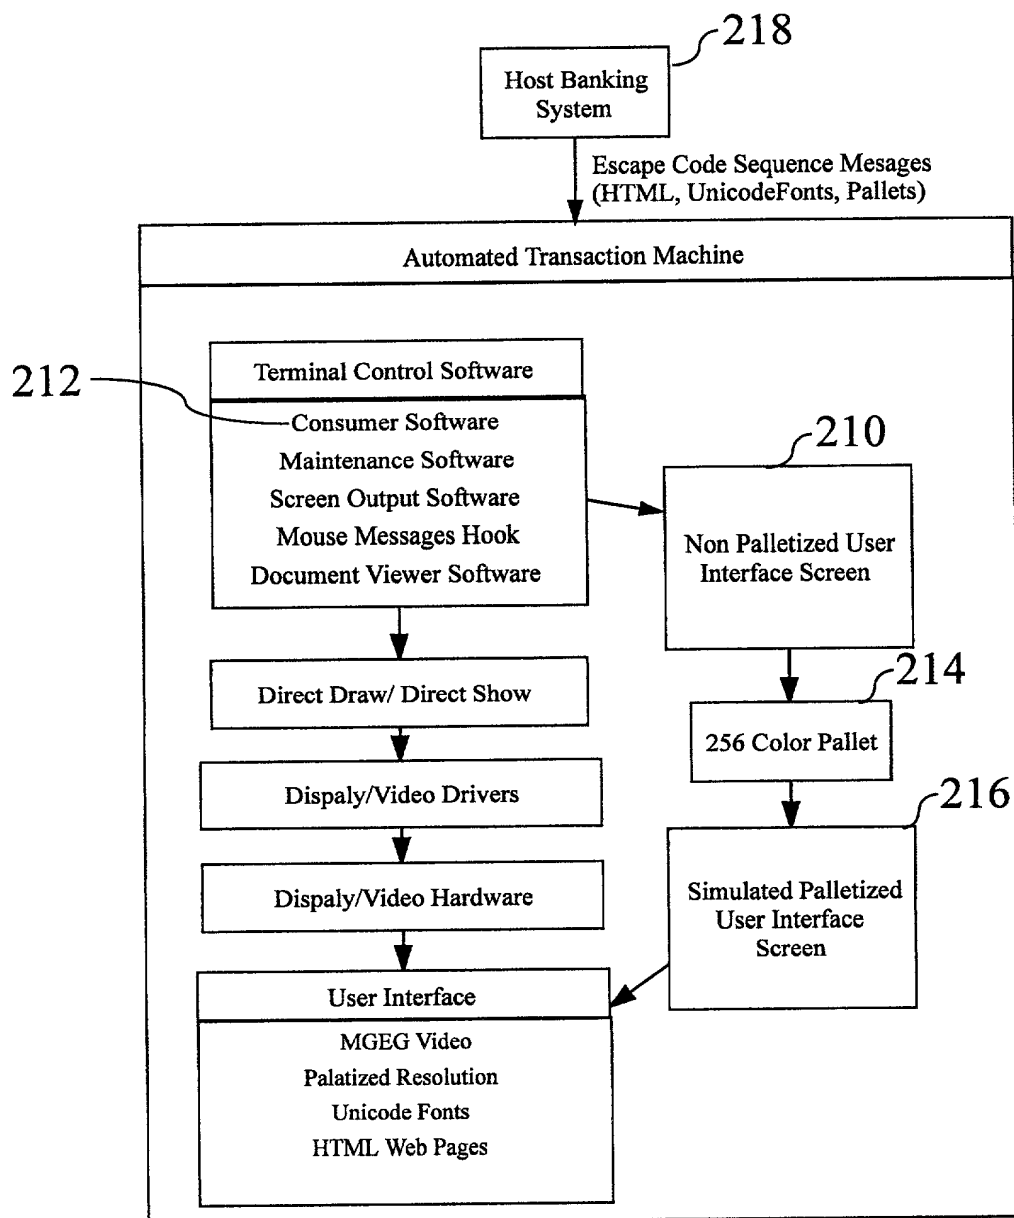 218
Host Banking
System
Escape Code Sequence Mesages
(HTML, UnicodeFonts, Pallets)
Automated Transaction Machine
212
Terminal Control Software
Consumer Software
Maintenance Software
Screen Output Software
Mouse Messages Hook
Document Viewer Software
210
Non Palletized User
Interface Screen
Direct Draw/ Direct Show
214
256 Color Pallet
Dispaly/Video Drivers
216
Simulated Palletized
User Interface
Screen
Dispaly/Video Hardware
User Interface
MGEG Video
Palatized Resolution
Unicode Fonts
HTML Web Pages